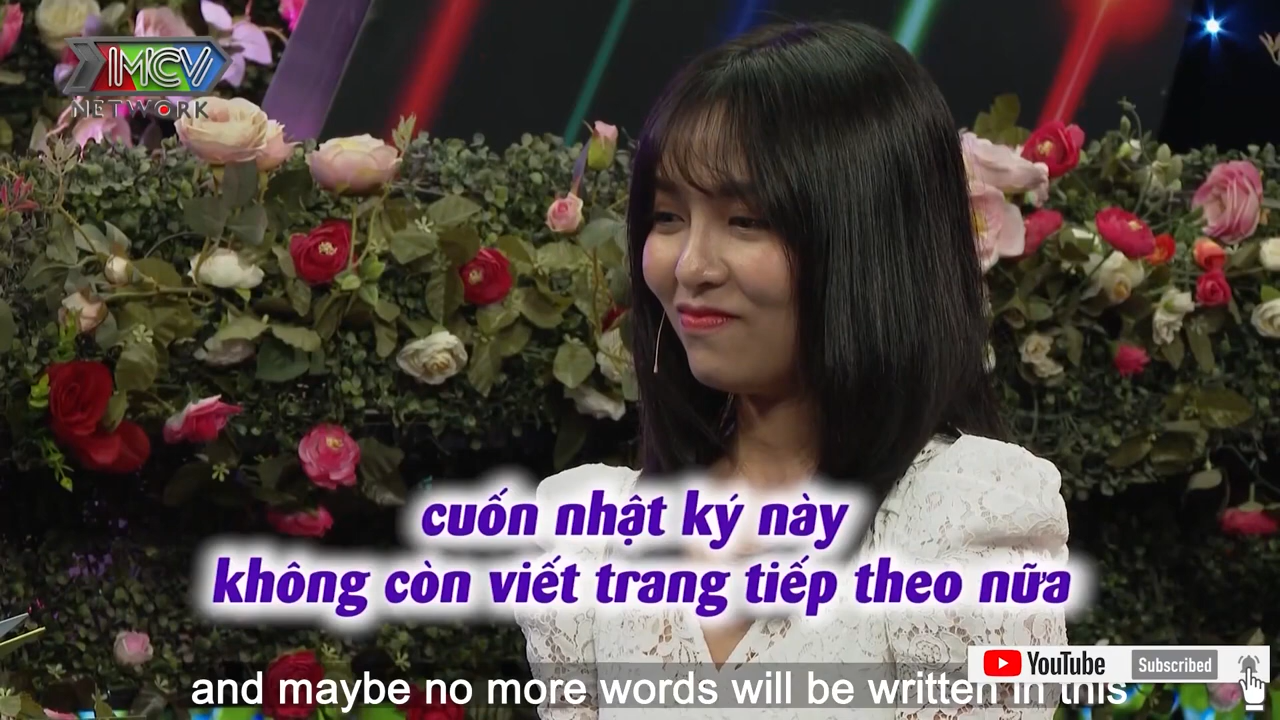 MCV
NETWORK
cuốn nhật ký này
không còn viết trang tiếp theo nữa
and maybe no more words will be written in this
YouTube
Subscribed